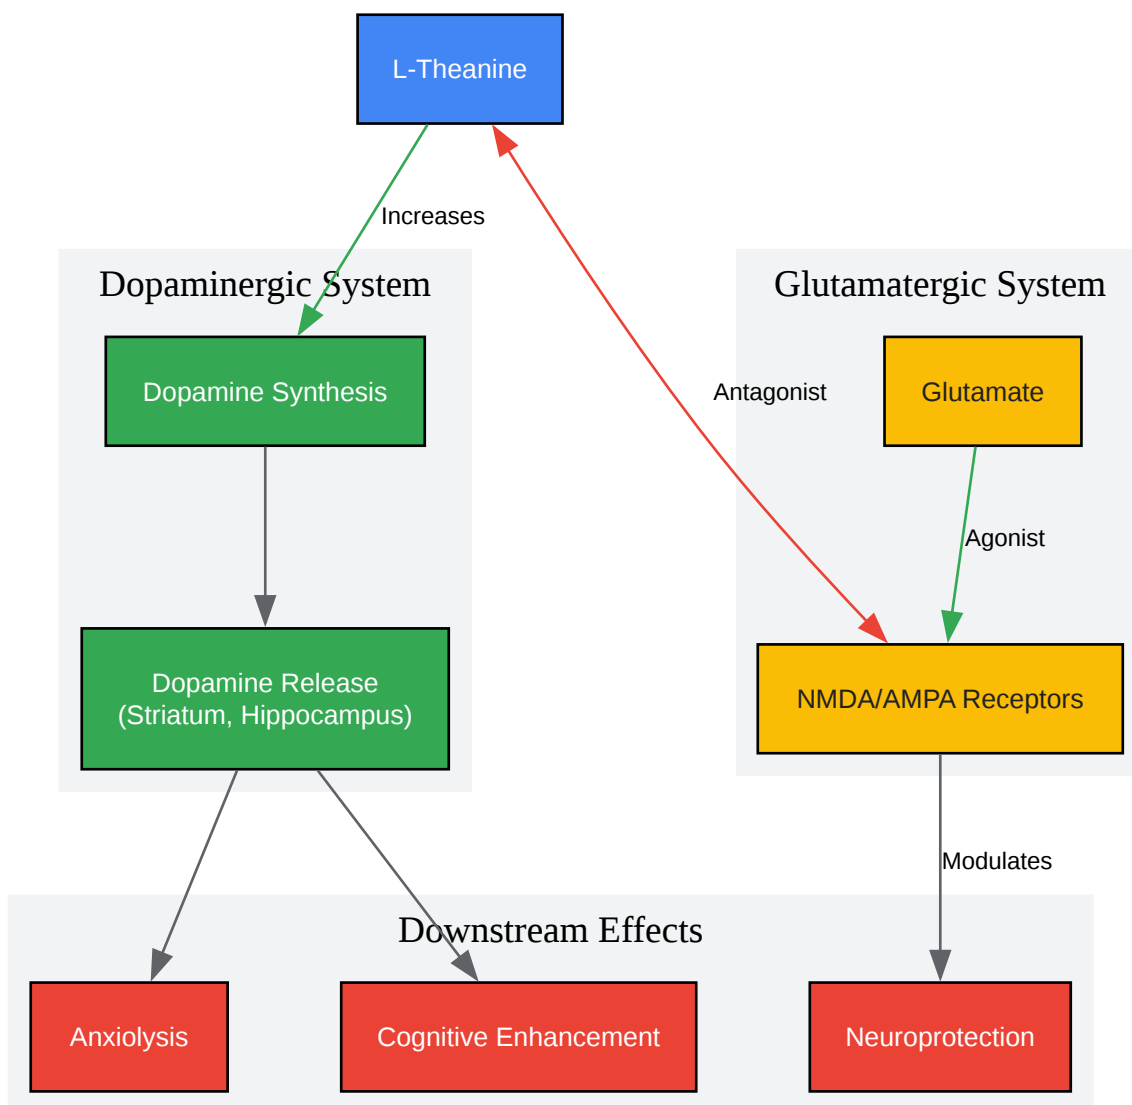 L-Theanine
Increases
Dopaminergic System
Glutamatergic System
Dopamine Synthesis
Antagonist
Glutamate
Agonist
Dopamine Release
(Striatum, Hippocampus)
NMDA/AMPA Receptors
Modulates
Downstream Effects
Anxiolysis
Cognitive Enhancement
Neuroprotection